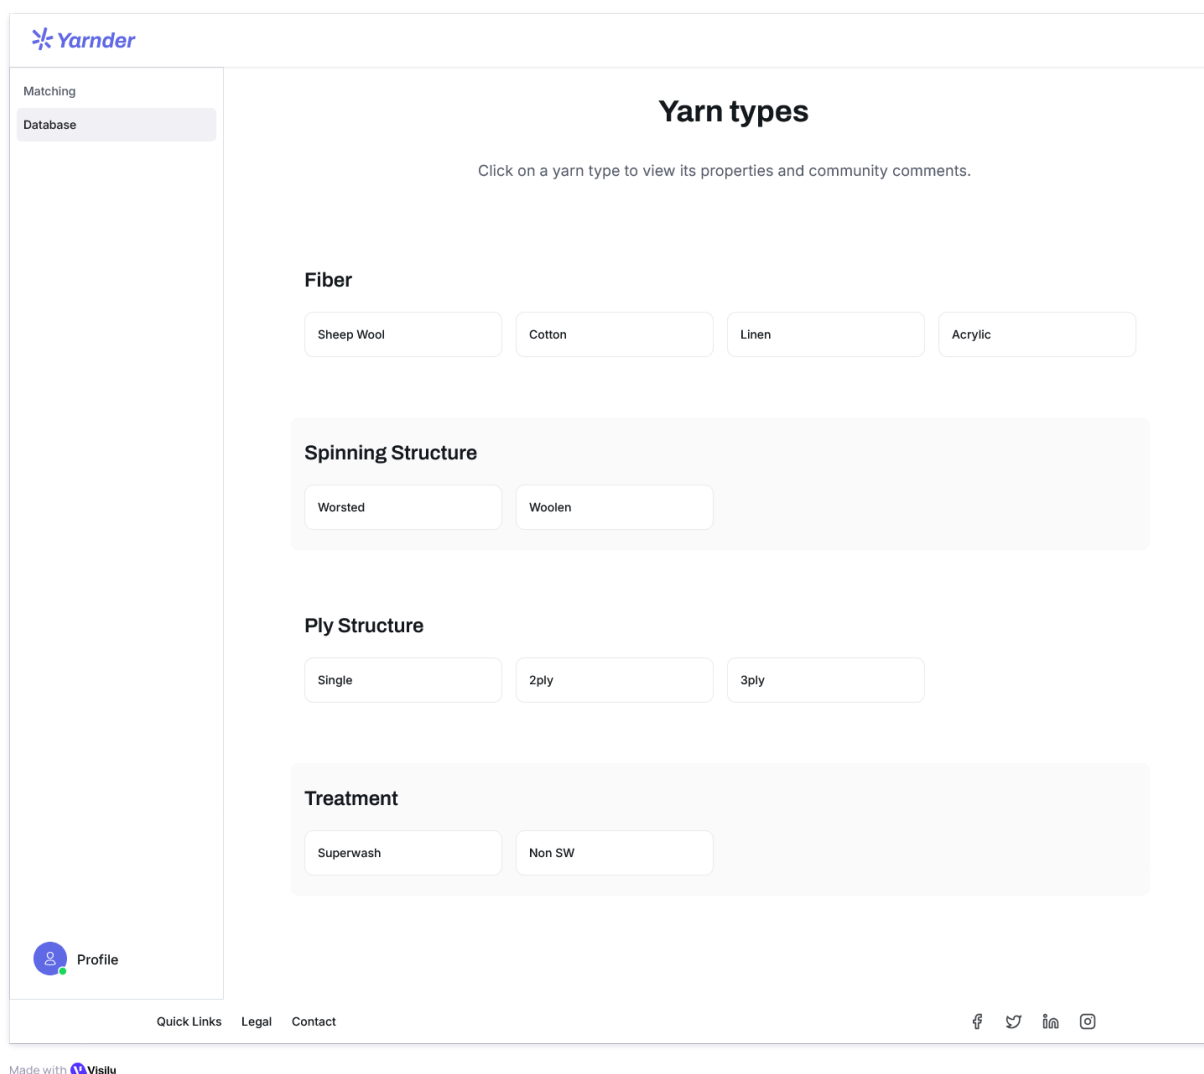 Yarnder
Matching
Database
Yarn types
Click on a yarn type to view its properties and community comments.
Fiber
Sheep Wool
Cotton
Linen
Acrylic
Spinning Structure
Worsted
Woolen
Ply Structure
Single
2ply
3ply
Treatment
Superwash
Non SW
Profile
Quick Links
Legal
Contact
Made with Visily